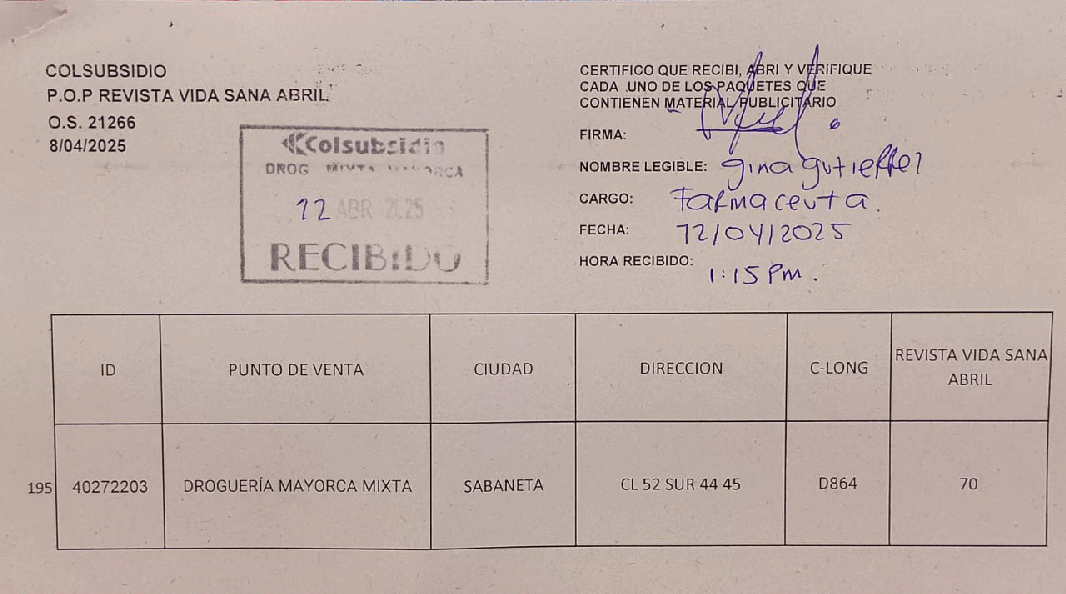 COLSUBSIDIO
P.O.P REVISTA VIDA SANA ABRIL
O.S. 21266
8/04/2025
Colsubsidio
DROG MIXTA MAYORCA
12 ABR 2025
RECIBIDO
CERTIFICO QUE RECIBI, ABRI Y VERIFIQUE
CADA UNO DE LOS PAQUETES QUE
CONTIENEN MATERIAL PUBLICITARIO
FIRMA:
NOMBRE LEGIBLE: gina gutierrez
CARGO: Farmaceuta.
FECHA: 12/04/2025
HORA RECIBIDO: 1:15 Pm.
ID PUNTO DE VENTA CIUDAD DIRECCION C-LONG REVISTA VIDA SANA ABRIL
195 40272203 DROGUERÍA MAYORCA MIXTA SABANETA CL 52 SUR 44 45 D864 70